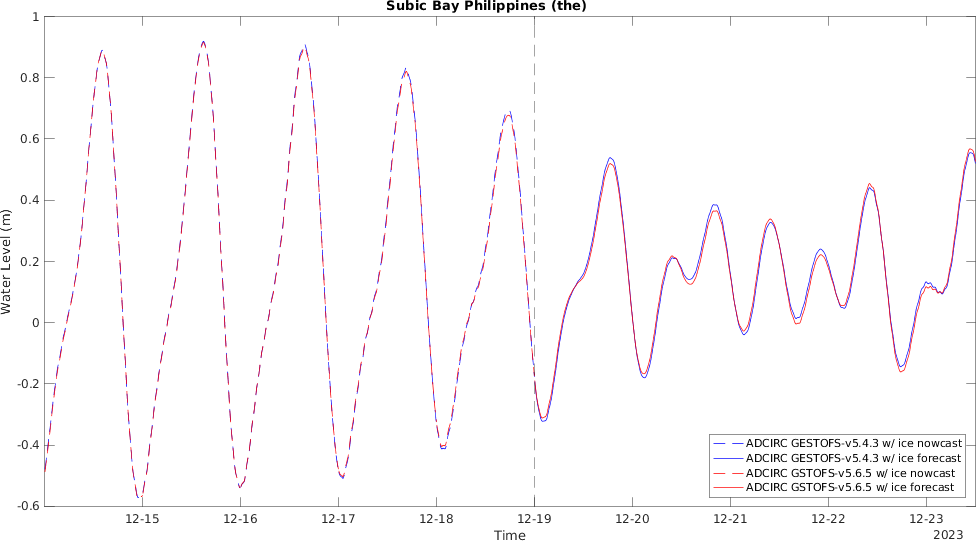 Subic Bay Philippines (the)
1
0.8
0.6
0.4
0.2
0
-0.2
-0.4
-0.6
Water Level (m)
12-15 12-16 12-17 12-18 12-19 12-20 12-21 12-22 12-23
Time
2023
ADCIRC GESTOFS-v5.4.3 w/ ice nowcast
ADCIRC GESTOFS-v5.4.3 w/ ice forecast
ADCIRC GSTOFS-v5.6.5 w/ ice nowcast
ADCIRC GSTOFS-v5.6.5 w/ ice forecast